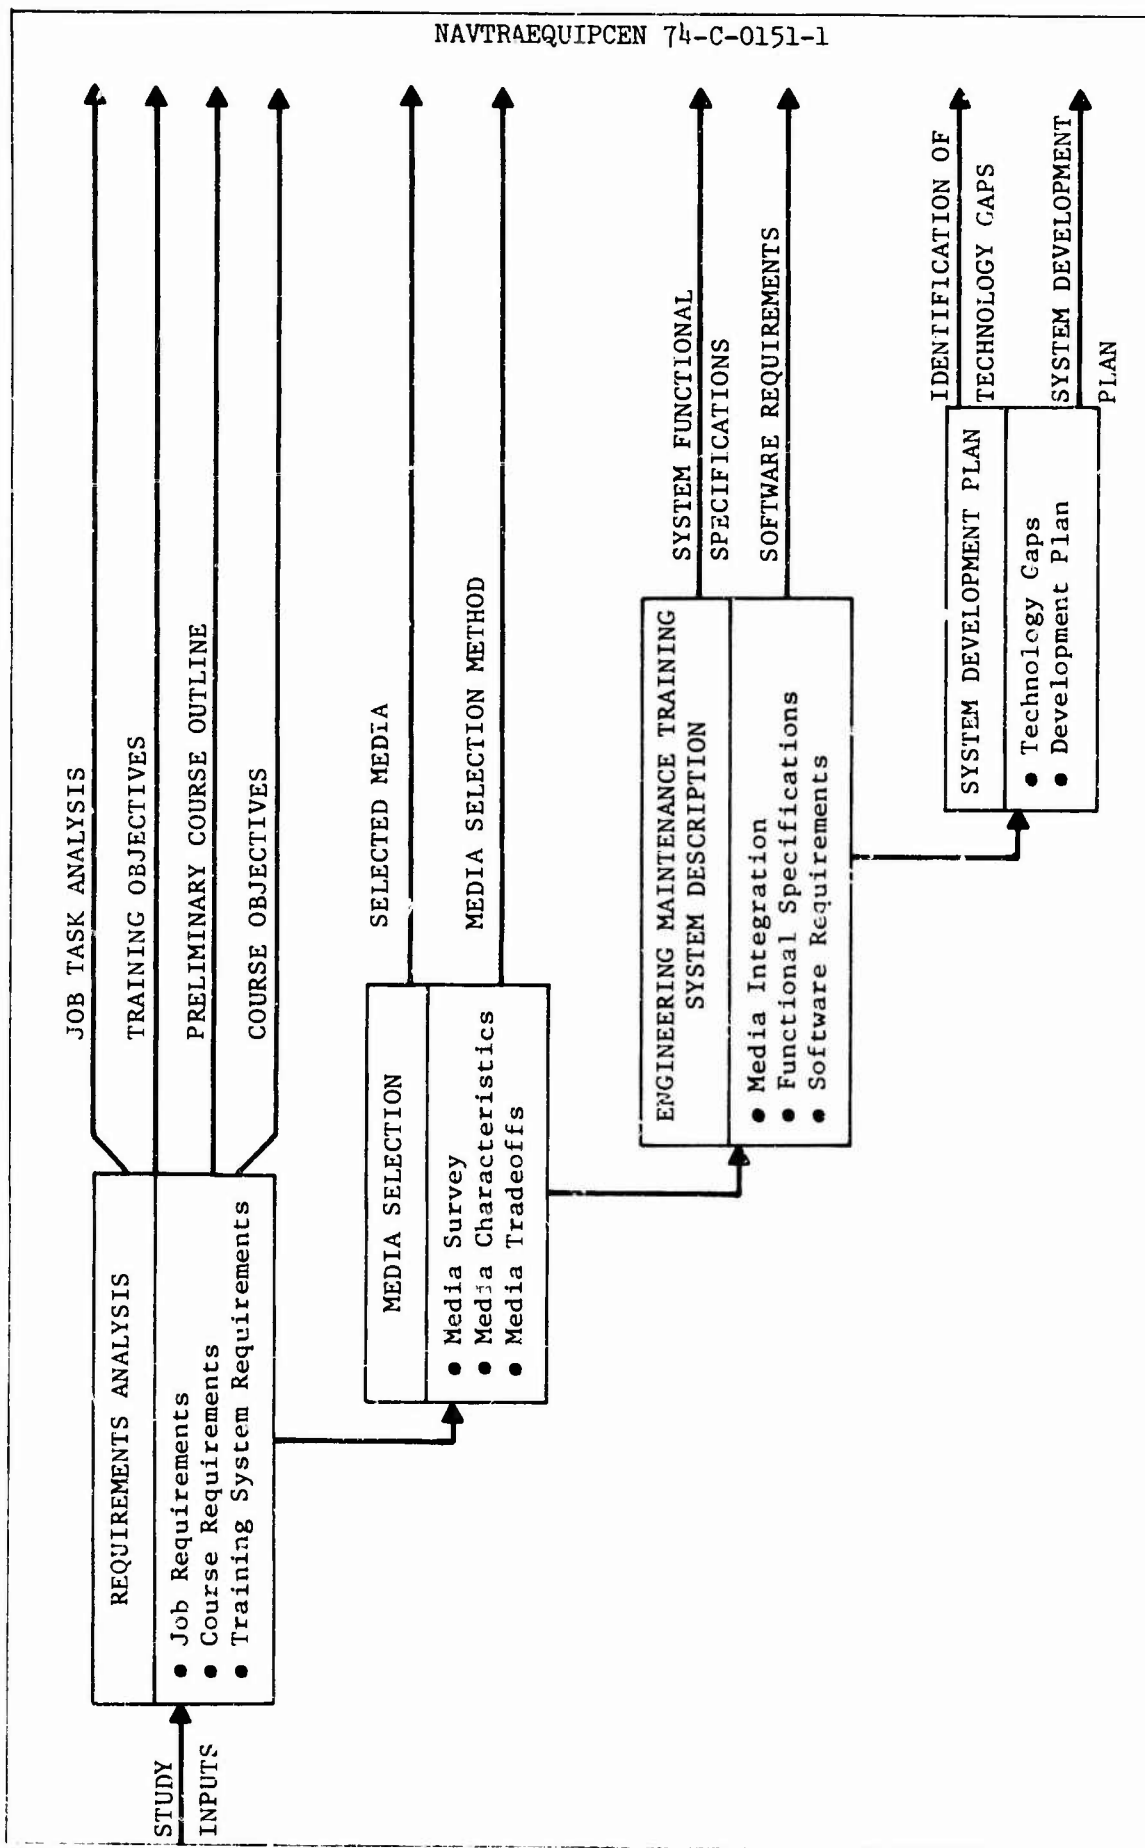 NAVTRAEQUIPCEN 74-C-0151-1
STUDY
INPUTS
REQUIREMENTS ANALYSIS
● Job Requirements
● Course Requirements
● Training System Requirements
JOB TASK ANALYSIS
TRAINING OBJECTIVES
PRELIMINARY COURSE OUTLINE
COURSE OBJECTIVES
MEDIA SELECTION
● Media Survey
● Media Characteristics
● Media Tradeoffs
SELECTED MEDIA
MEDIA SELECTION METHOD
ENGINEERING MAINTENANCE TRAINING
SYSTEM DESCRIPTION
● Media Integration
● Functional Specifications
● Software Requirements
SYSTEM FUNCTIONAL
SPECIFICATIONS
SOFTWARE REQUIREMENTS
SYSTEM DEVELOPMENT PLAN
● Technology Gaps
● Development Plan
IDENTIFICATION OF
TECHNOLOGY GAPS
SYSTEM DEVELOPMENT
PLAN